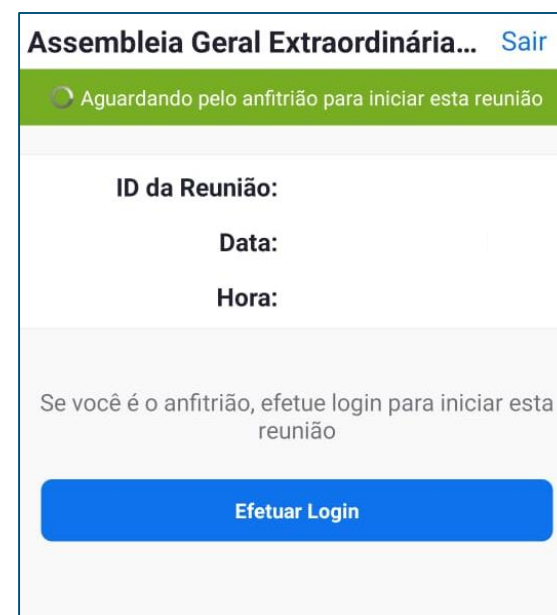 Assembleia Geral Extraordinária... Sair
Aguardando pelo anfitrião para iniciar esta reunião
ID da Reunião:
Data:
Hora:
Se você é o anfitrião, efetue login para iniciar esta
reunião
Efetuar Login